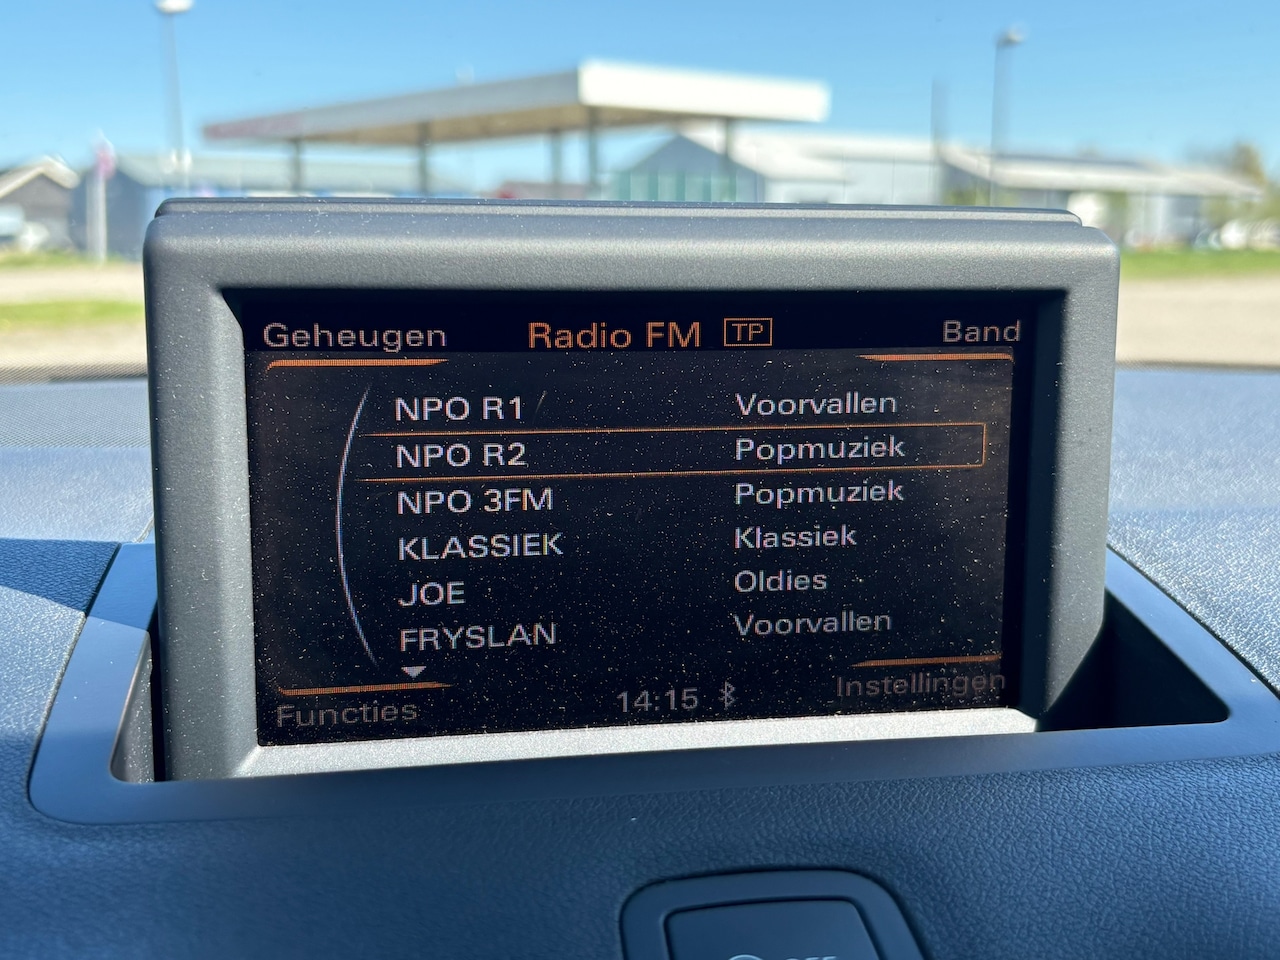 Geheugen Radio FM TP Band
NPO R1 Voorvallen
NPO R2 Popmuziek
NPO 3FM Popmuziek
KLASSIEK Klassiek
JOE Oldies
FRYSLAN Voorvallen
Functies 14:15 Instellingen
OFF